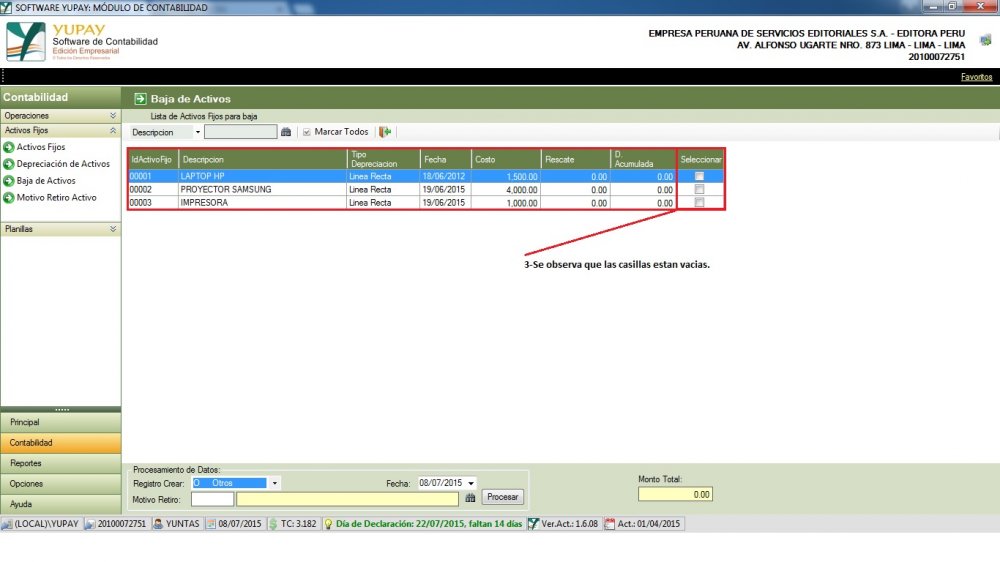 SOFTWARE YUPAY: MÓDULO DE CONTABILIDAD
YUPAY
Software de Contabilidad
Edición Empresarial
© Todos los Derechos Reservados
EMPRESA PERUANA DE SERVICIOS EDITORIALES S.A. - EDITORA PERU
AV. ALFONSO UGARTE NRO. 873 LIMA - LIMA - LIMA
20100072751
Favoritos
Contabilidad
Operaciones
Activos Fijos
Activos Fijos
Depreciación de Activos
Baja de Activos
Motivo Retiro Activo
Planillas
Principal
Contabilidad
Reportes
Opciones
Ayuda
Baja de Activos
Lista de Activos Fijos para baja
Descripcion Marcar Todos
IdActivoFijo Descripcion Tipo Depreciacion Fecha Costo Rescate D. Acumulada Seleccionar
00001 LAPTOP HP Linea Recta 18/06/2012 1,500.00 0.00 0.00
00002 PROYECTOR SAMSUNG Linea Recta 19/06/2015 4,000.00 0.00 0.00
00003 IMPRESORA Linea Recta 19/06/2015 1,000.00 0.00 0.00
3-Se observa que las casillas estan vacias.
Procesamiento de Datos:
Registro Crear: O Otros Fecha: 08/07/2015
Motivo Retiro: Procesar
Monto Total:
0.00
(LOCAL)\YUPAY 20100072751 YUNTAS 08/07/2015 TC: 3.182 Día de Declaración: 22/07/2015, faltan 14 días Ver.Act.: 1.6.08 Act.: 01/04/2015